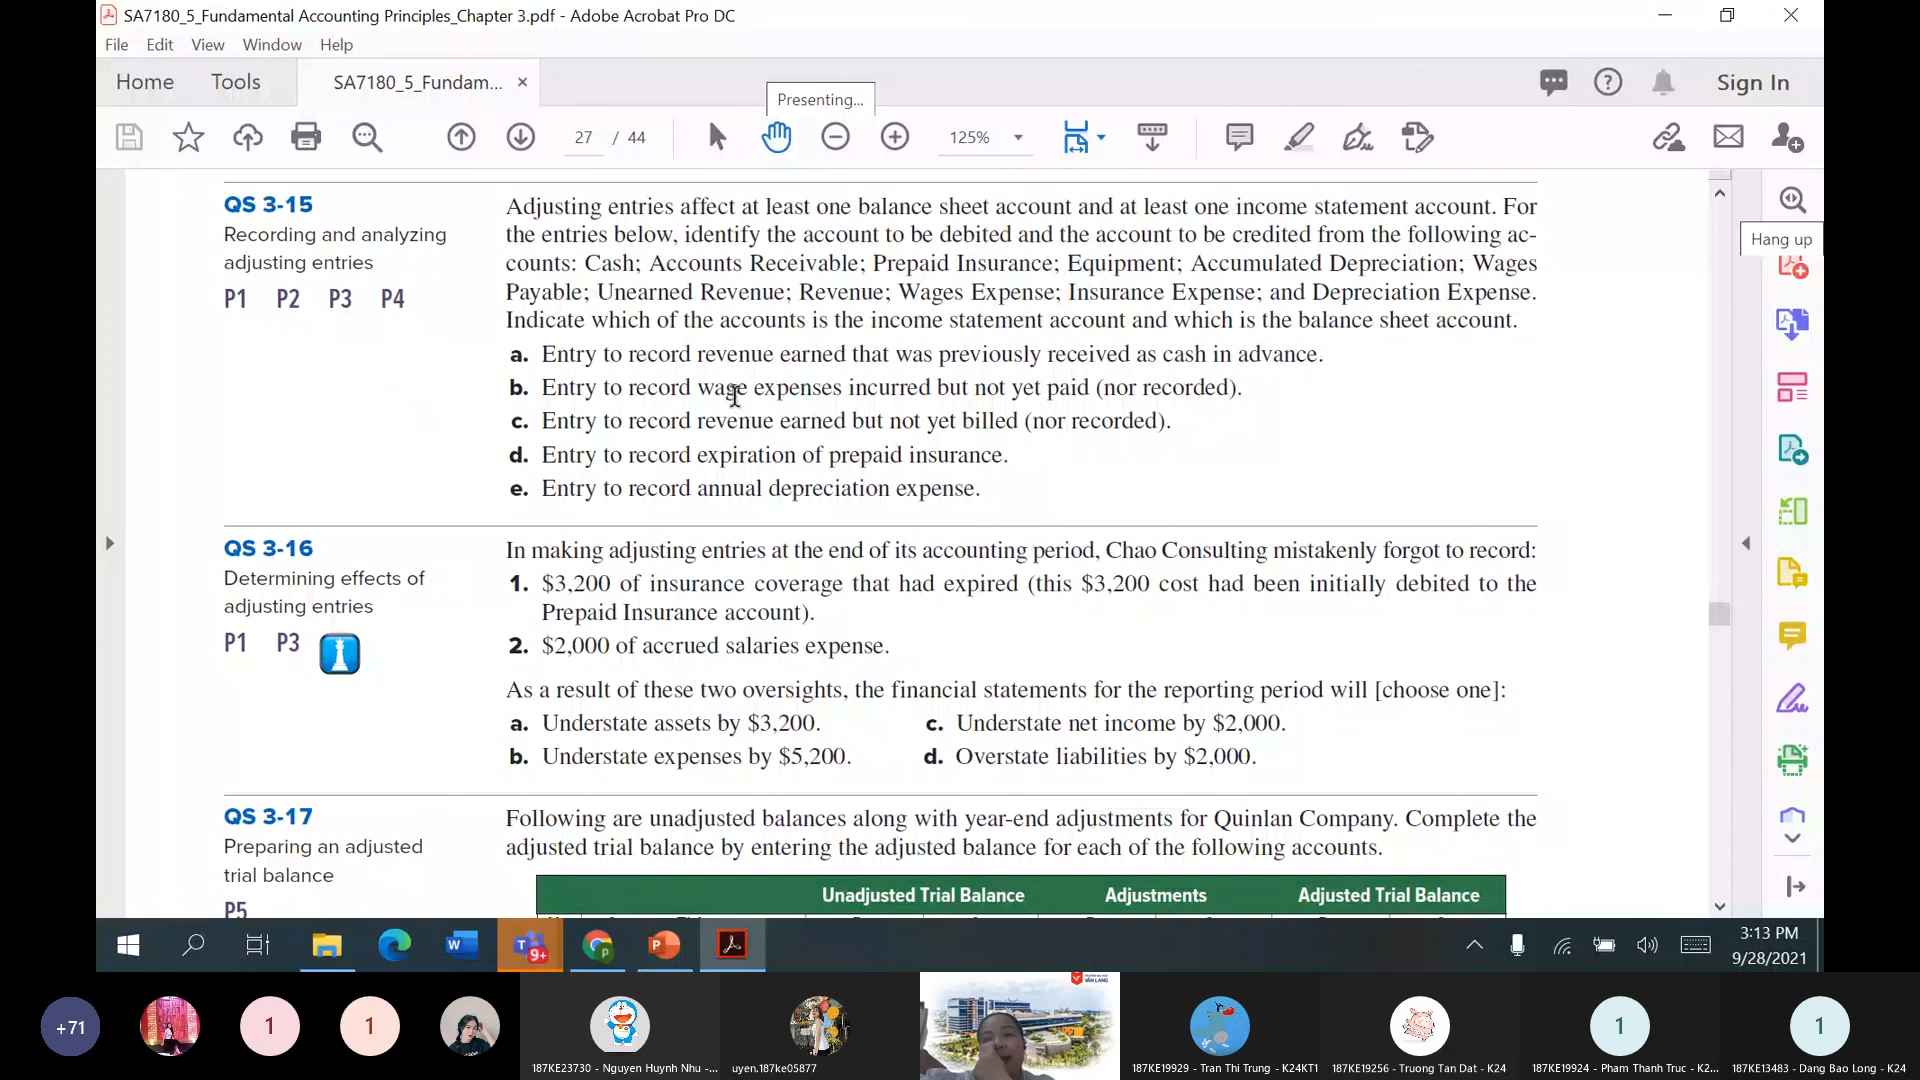 SA7180_5_Fundamental Accounting Principles_Chapter 3.pdf - Adobe Acrobat Pro DC
File Edit View Window Help
Home Tools SA7180_5_Fundam... × Sign In
Presenting...
27 / 44 125%
Hang up
QS 3-15
Recording and analyzing
adjusting entries
P1 P2 P3 P4
Adjusting entries affect at least one balance sheet account and at least one income statement account. For
the entries below, identify the account to be debited and the account to be credited from the following ac-
counts: Cash; Accounts Receivable; Prepaid Insurance; Equipment; Accumulated Depreciation; Wages
Payable; Unearned Revenue; Revenue; Wages Expense; Insurance Expense; and Depreciation Expense.
Indicate which of the accounts is the income statement account and which is the balance sheet account.
a. Entry to record revenue earned that was previously received as cash in advance.
b. Entry to record wage expenses incurred but not yet paid (nor recorded).
c. Entry to record revenue earned but not yet billed (nor recorded).
d. Entry to record expiration of prepaid insurance.
e. Entry to record annual depreciation expense.
QS 3-16
Determining effects of
adjusting entries
P1 P3
In making adjusting entries at the end of its accounting period, Chao Consulting mistakenly forgot to record:
1. $3,200 of insurance coverage that had expired (this $3,200 cost had been initially debited to the
Prepaid Insurance account).
2. $2,000 of accrued salaries expense.
As a result of these two oversights, the financial statements for the reporting period will [choose one]:
a. Understate assets by $3,200. c. Understate net income by $2,000.
b. Understate expenses by $5,200. d. Overstate liabilities by $2,000.
QS 3-17
Preparing an adjusted
trial balance
P5
Following are unadjusted balances along with year-end adjustments for Quinlan Company. Complete the
adjusted trial balance by entering the adjusted balance for each of the following accounts.
Unadjusted Trial Balance Adjustments Adjusted Trial Balance
9+
3:13 PM
9/28/2021
+71
1
1
187KE23730 - Nguyen Huynh Nhu -...
uyen.187ke05877
VĂN LANG
187KE19929 - Tran Thi Trung - K24KT1
187KE19256 - Truong Tan Dat - K24
1
187KE19924 - Pham Thanh Truc - K2...
1
187KE13483 - Dang Bao Long - K24